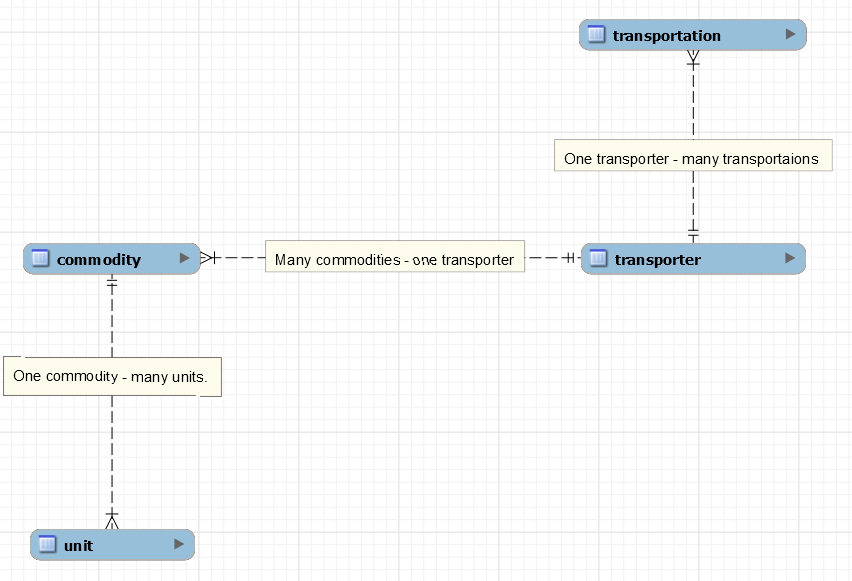 transportation
One transporter - many transportaions
commodity
Many commodities - one transporter
transporter
One commodity - many units.
unit